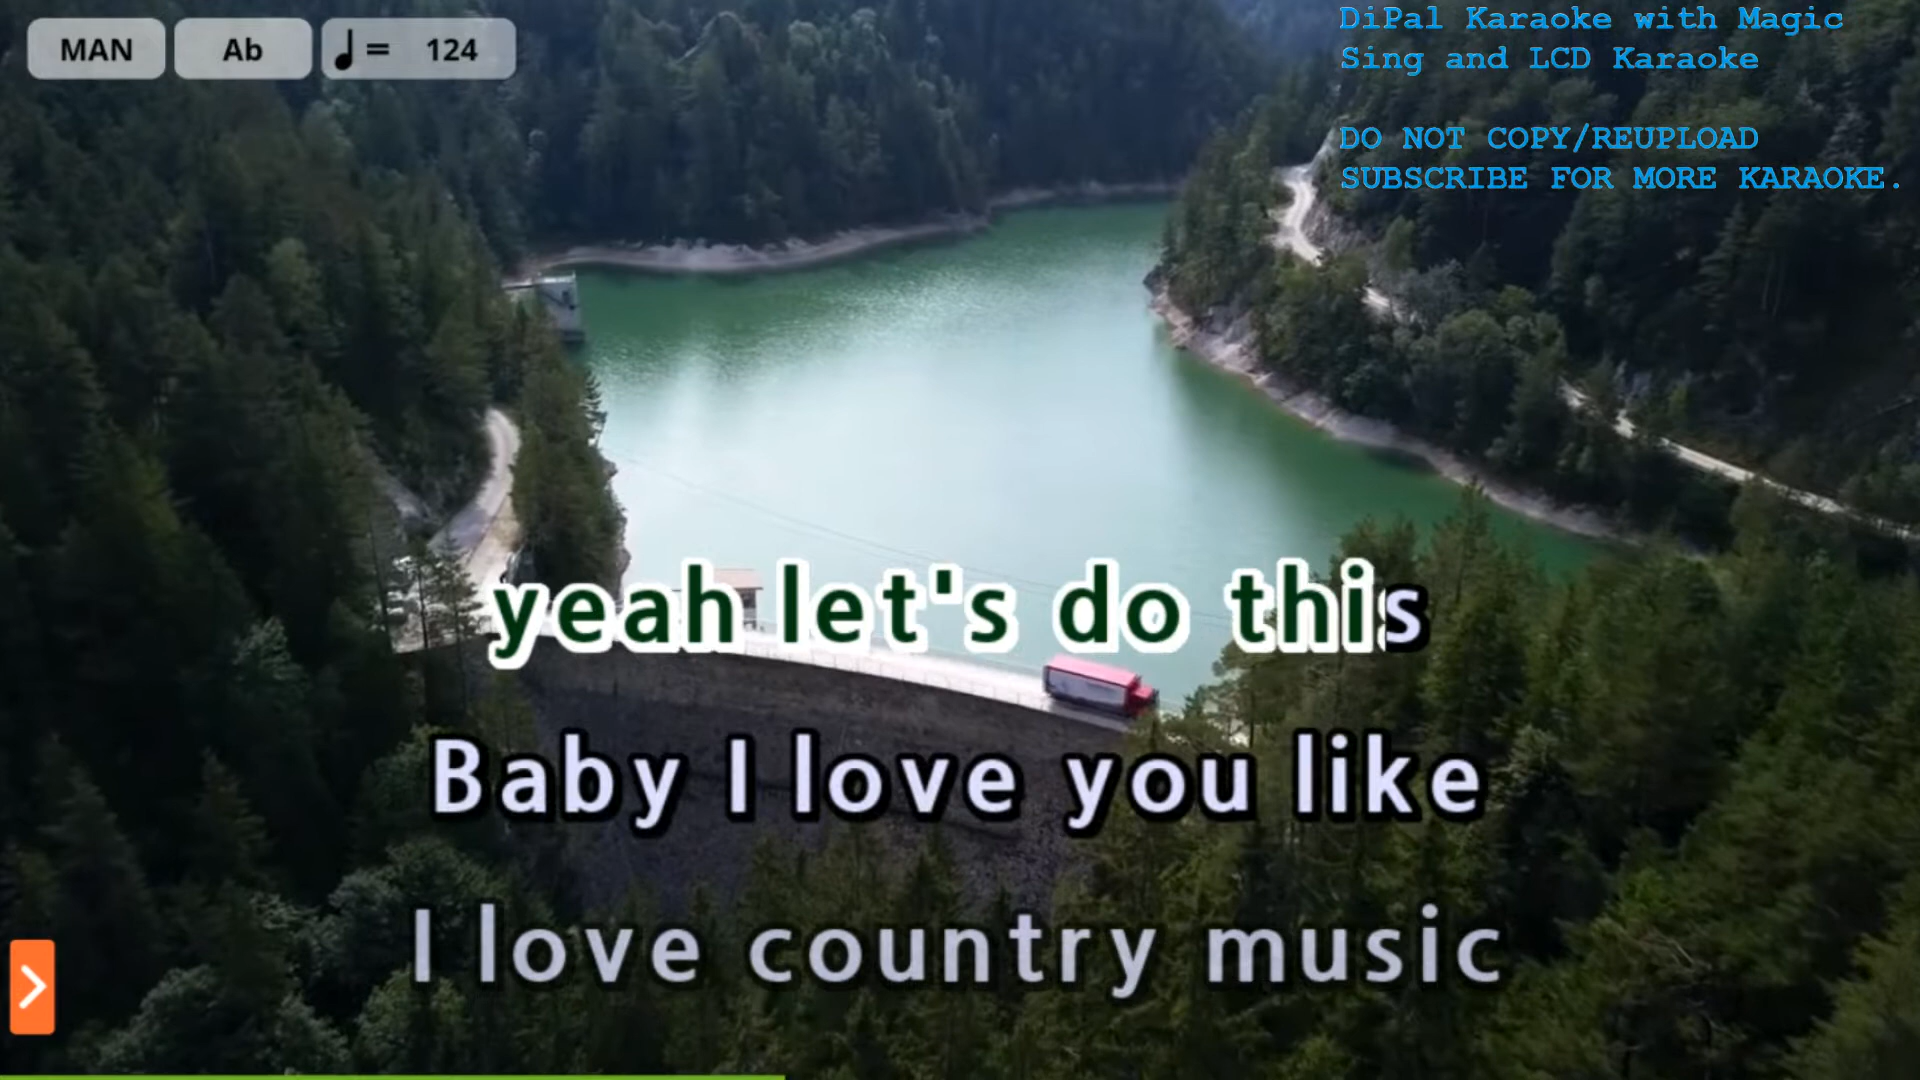 MAN Ab ♩= 124
DiPal Karaoke with Magic
Sing and LCD Karaoke
DO NOT COPY/REUPLOAD
SUBSCRIBE FOR MORE KARAOKE.
yeah let's do this
Baby I love you like
I love country music